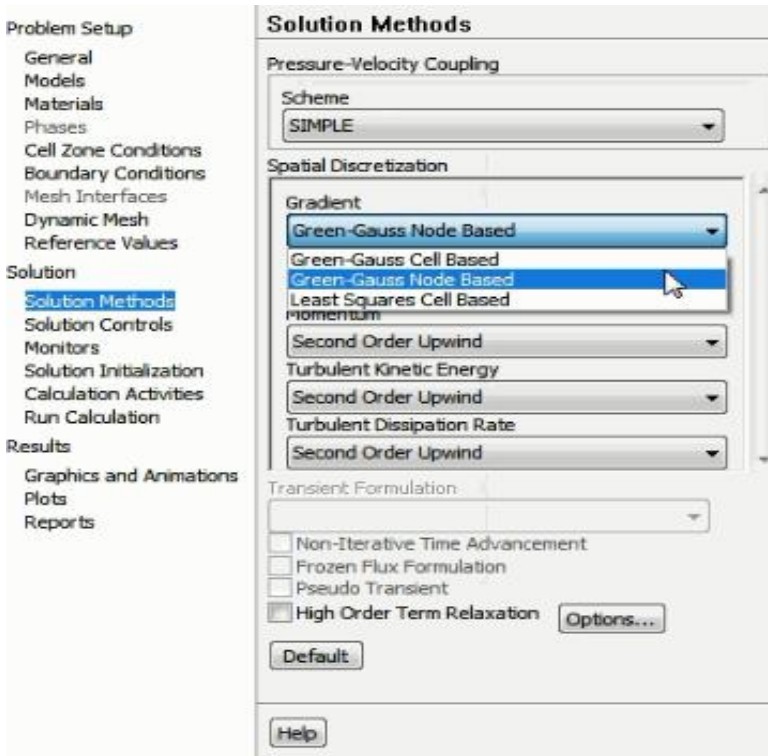 Problem Setup
General
Models
Materials
Phases
Cell Zone Conditions
Boundary Conditions
Mesh Interfaces
Dynamic Mesh
Reference Values
Solution
Solution Methods
Solution Controls
Monitors
Solution Initialization
Calculation Activities
Run Calculation
Results
Graphics and Animations
Plots
Reports
Solution Methods
Pressure-Velocity Coupling
Scheme
SIMPLE
Spatial Discretization
Gradient
Green-Gauss Node Based
Green-Gauss Cell Based
Green-Gauss Node Based
Least Squares Cell Based
Momentum
Second Order Upwind
Turbulent Kinetic Energy
Second Order Upwind
Turbulent Dissipation Rate
Second Order Upwind
Transient Formulation
Non-Iterative Time Advancement
Frozen Flux Formulation
Pseudo Transient
High Order Term Relaxation
Options...
Default
Help